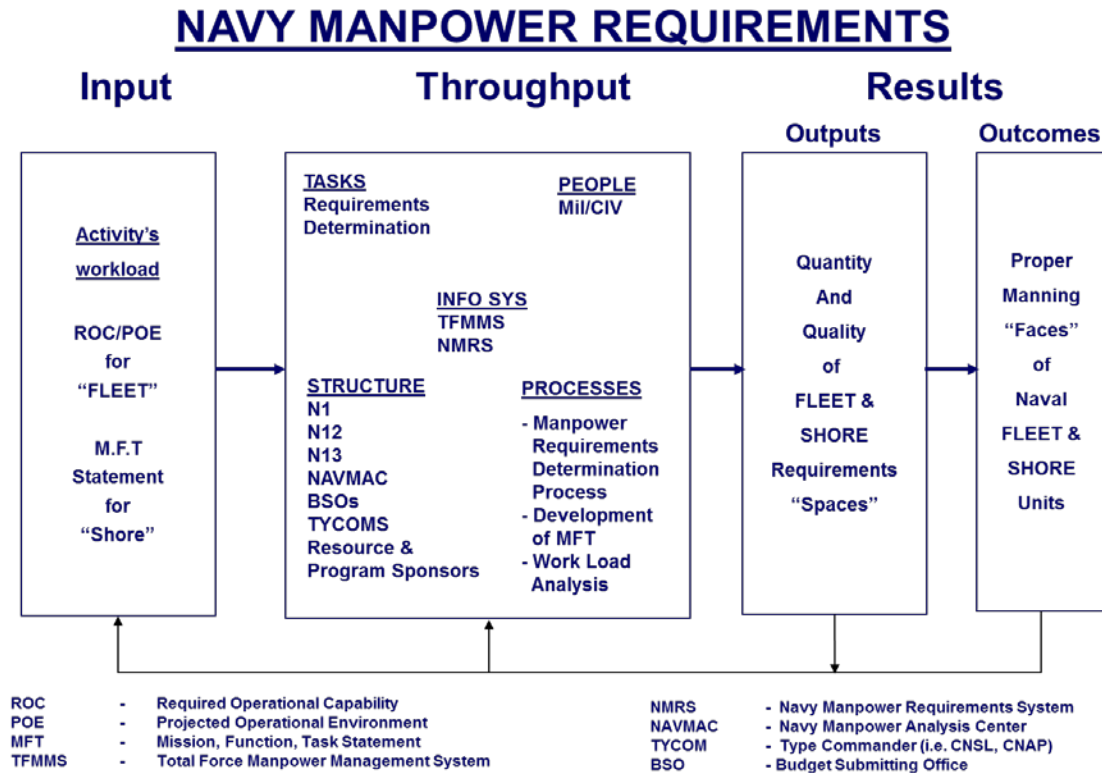 NAVY MANPOWER REQUIREMENTS
Input
Throughput
Results
Outputs
Outcomes
Activity's
workload
ROC/POE
for
“FLEET”
M.F.T
Statement
for
“Shore”
TASKS
Requirements
Determination
PEOPLE
Mil/CIV
INFO SYS
TFMMS
NMRS
STRUCTURE
N1
N12
N13
NAVMAC
BSOs
TYCOMS
Resource &
Program Sponsors
PROCESSES
- Manpower
Requirements
Determination
Process
- Development
of MFT
- Work Load
Analysis
Quantity
And
Quality
of
FLEET &
SHORE
Requirements
“Spaces”
Proper
Manning
“Faces”
of
Naval
FLEET &
SHORE
Units
ROC - Required Operational Capability
POE - Projected Operational Environment
MFT - Mission, Function, Task Statement
TFMMS - Total Force Manpower Management System
NMRS - Navy Manpower Requirements System
NAVMAC - Navy Manpower Analysis Center
TYCOM - Type Commander (i.e. CNSL, CNAP)
BSO - Budget Submitting Office